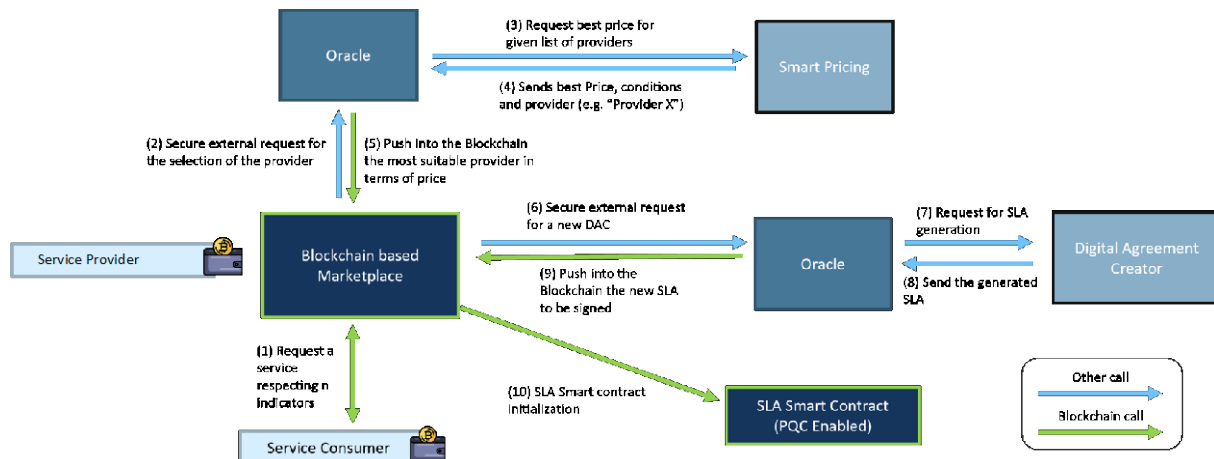 (3) Request best price for
given list of providers
Oracle
Smart Pricing
(4) Sends best Price, conditions
and provider (e.g. "Provider X")
(2) Secure external request for
the selection of the provider
(5) Push into the Blockchain
the most suitable provider in
terms of price
(6) Secure external request
for a new DAC
(7) Request for SLA
generation
Service Provider
Blockchain based
Marketplace
Oracle
Digital Agreement
Creator
(9) Push into the
Blockchain the new SLA
to be signed
(8) Send the generated
SLA
(1) Request a
service
respecting n
indicators
(10) SLA Smart contract
Initialization
SLA Smart Contract
(PQC Enabled)
Other call
Blockchain call
Service Consumer